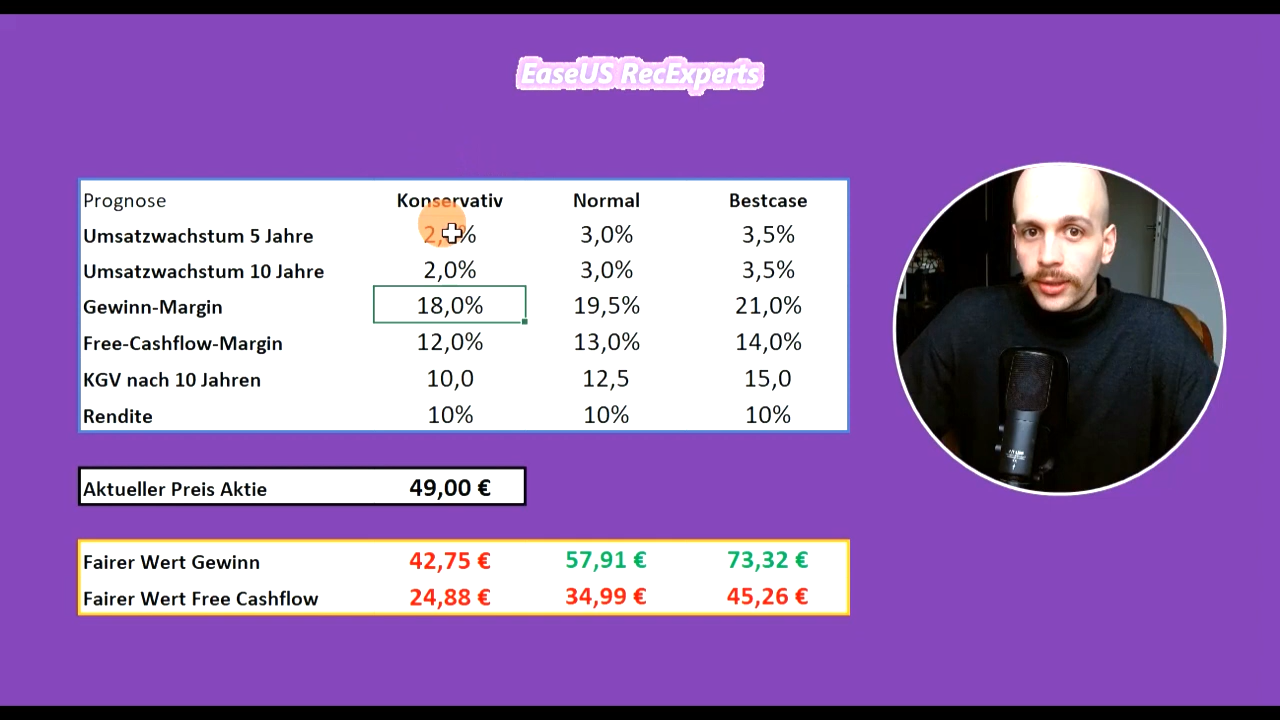 EaseUS RecExperts
Prognose Konservativ Normal Bestcase
Umsatzwachstum 5 Jahre 3,0% 3,5%
Umsatzwachstum 10 Jahre 2,0% 3,0% 3,5%
Gewinn-Margin 18,0% 19,5% 21,0%
Free-Cashflow-Margin 12,0% 13,0% 14,0%
KGV nach 10 Jahren 10,0 12,5 15,0
Rendite 10% 10% 10%
Aktueller Preis Aktie 49,00 €
Fairer Wert Gewinn 42,75 € 57,91 € 73,32 €
Fairer Wert Free Cashflow 24,88 € 34,99 € 45,26 €